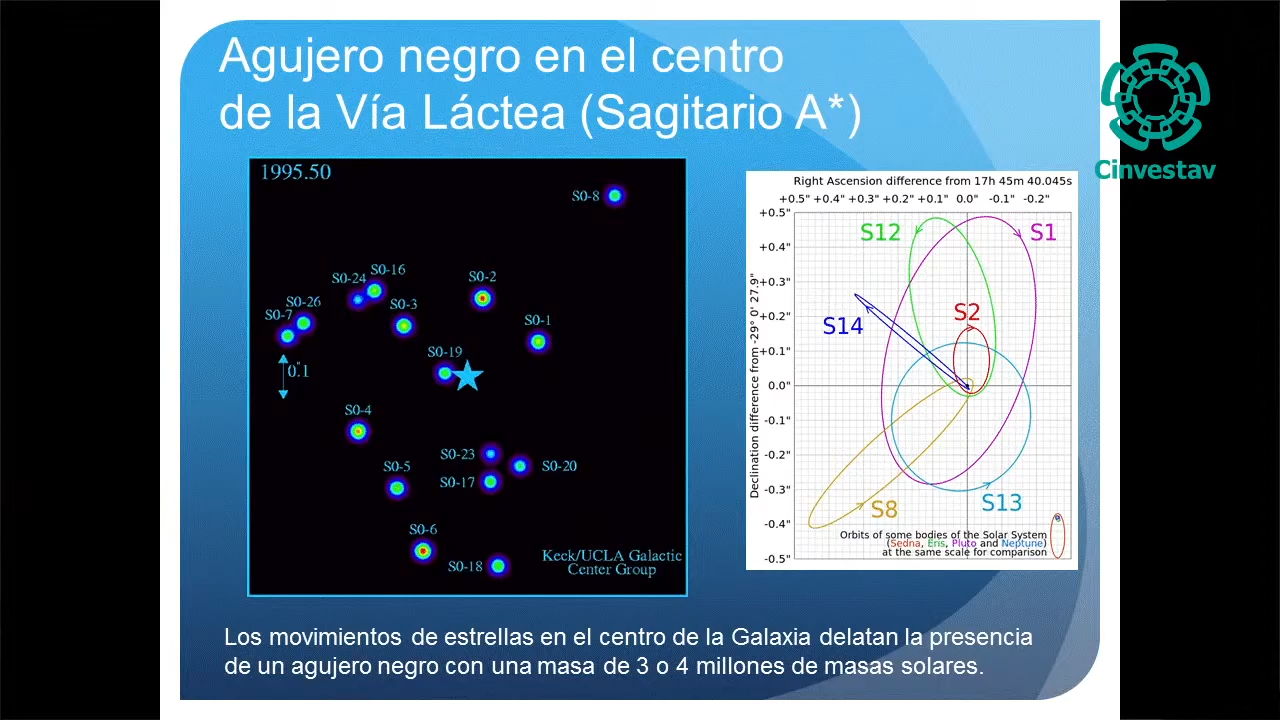 Agujero negro en el centro
de la Vía Láctea (Sagitario A*)
Cinvestav
1995.50
S0-8
S0-16
S0-24
S0-2
S0-26
S0-3
S0-7
S0-1
S0-19
0".1
S0-4
S0-23
S0-20
S0-5
S0-17
S0-6
S0-18
Keck/UCLA Galactic
Center Group
Right Ascension difference from 17h 45m 40.045s
+0.5" +0.4" +0.3" +0.2" +0.1" 0.0" -0.1" -0.2"
+0.5"
+0.4"
+0.3"
+0.2"
+0.1"
0.0"
-0.1"
-0.2"
-0.3"
-0.4"
-0.5"
Declination difference from -29° 0' 27.9"
S12
S1
S2
S14
S13
S8
Orbits of some bodies of the Solar System
(Sedna, Eris, Pluto and Neptune)
at the same scale for comparison
Los movimientos de estrellas en el centro de la Galaxia delatan la presencia
de un agujero negro con una masa de 3 o 4 millones de masas solares.